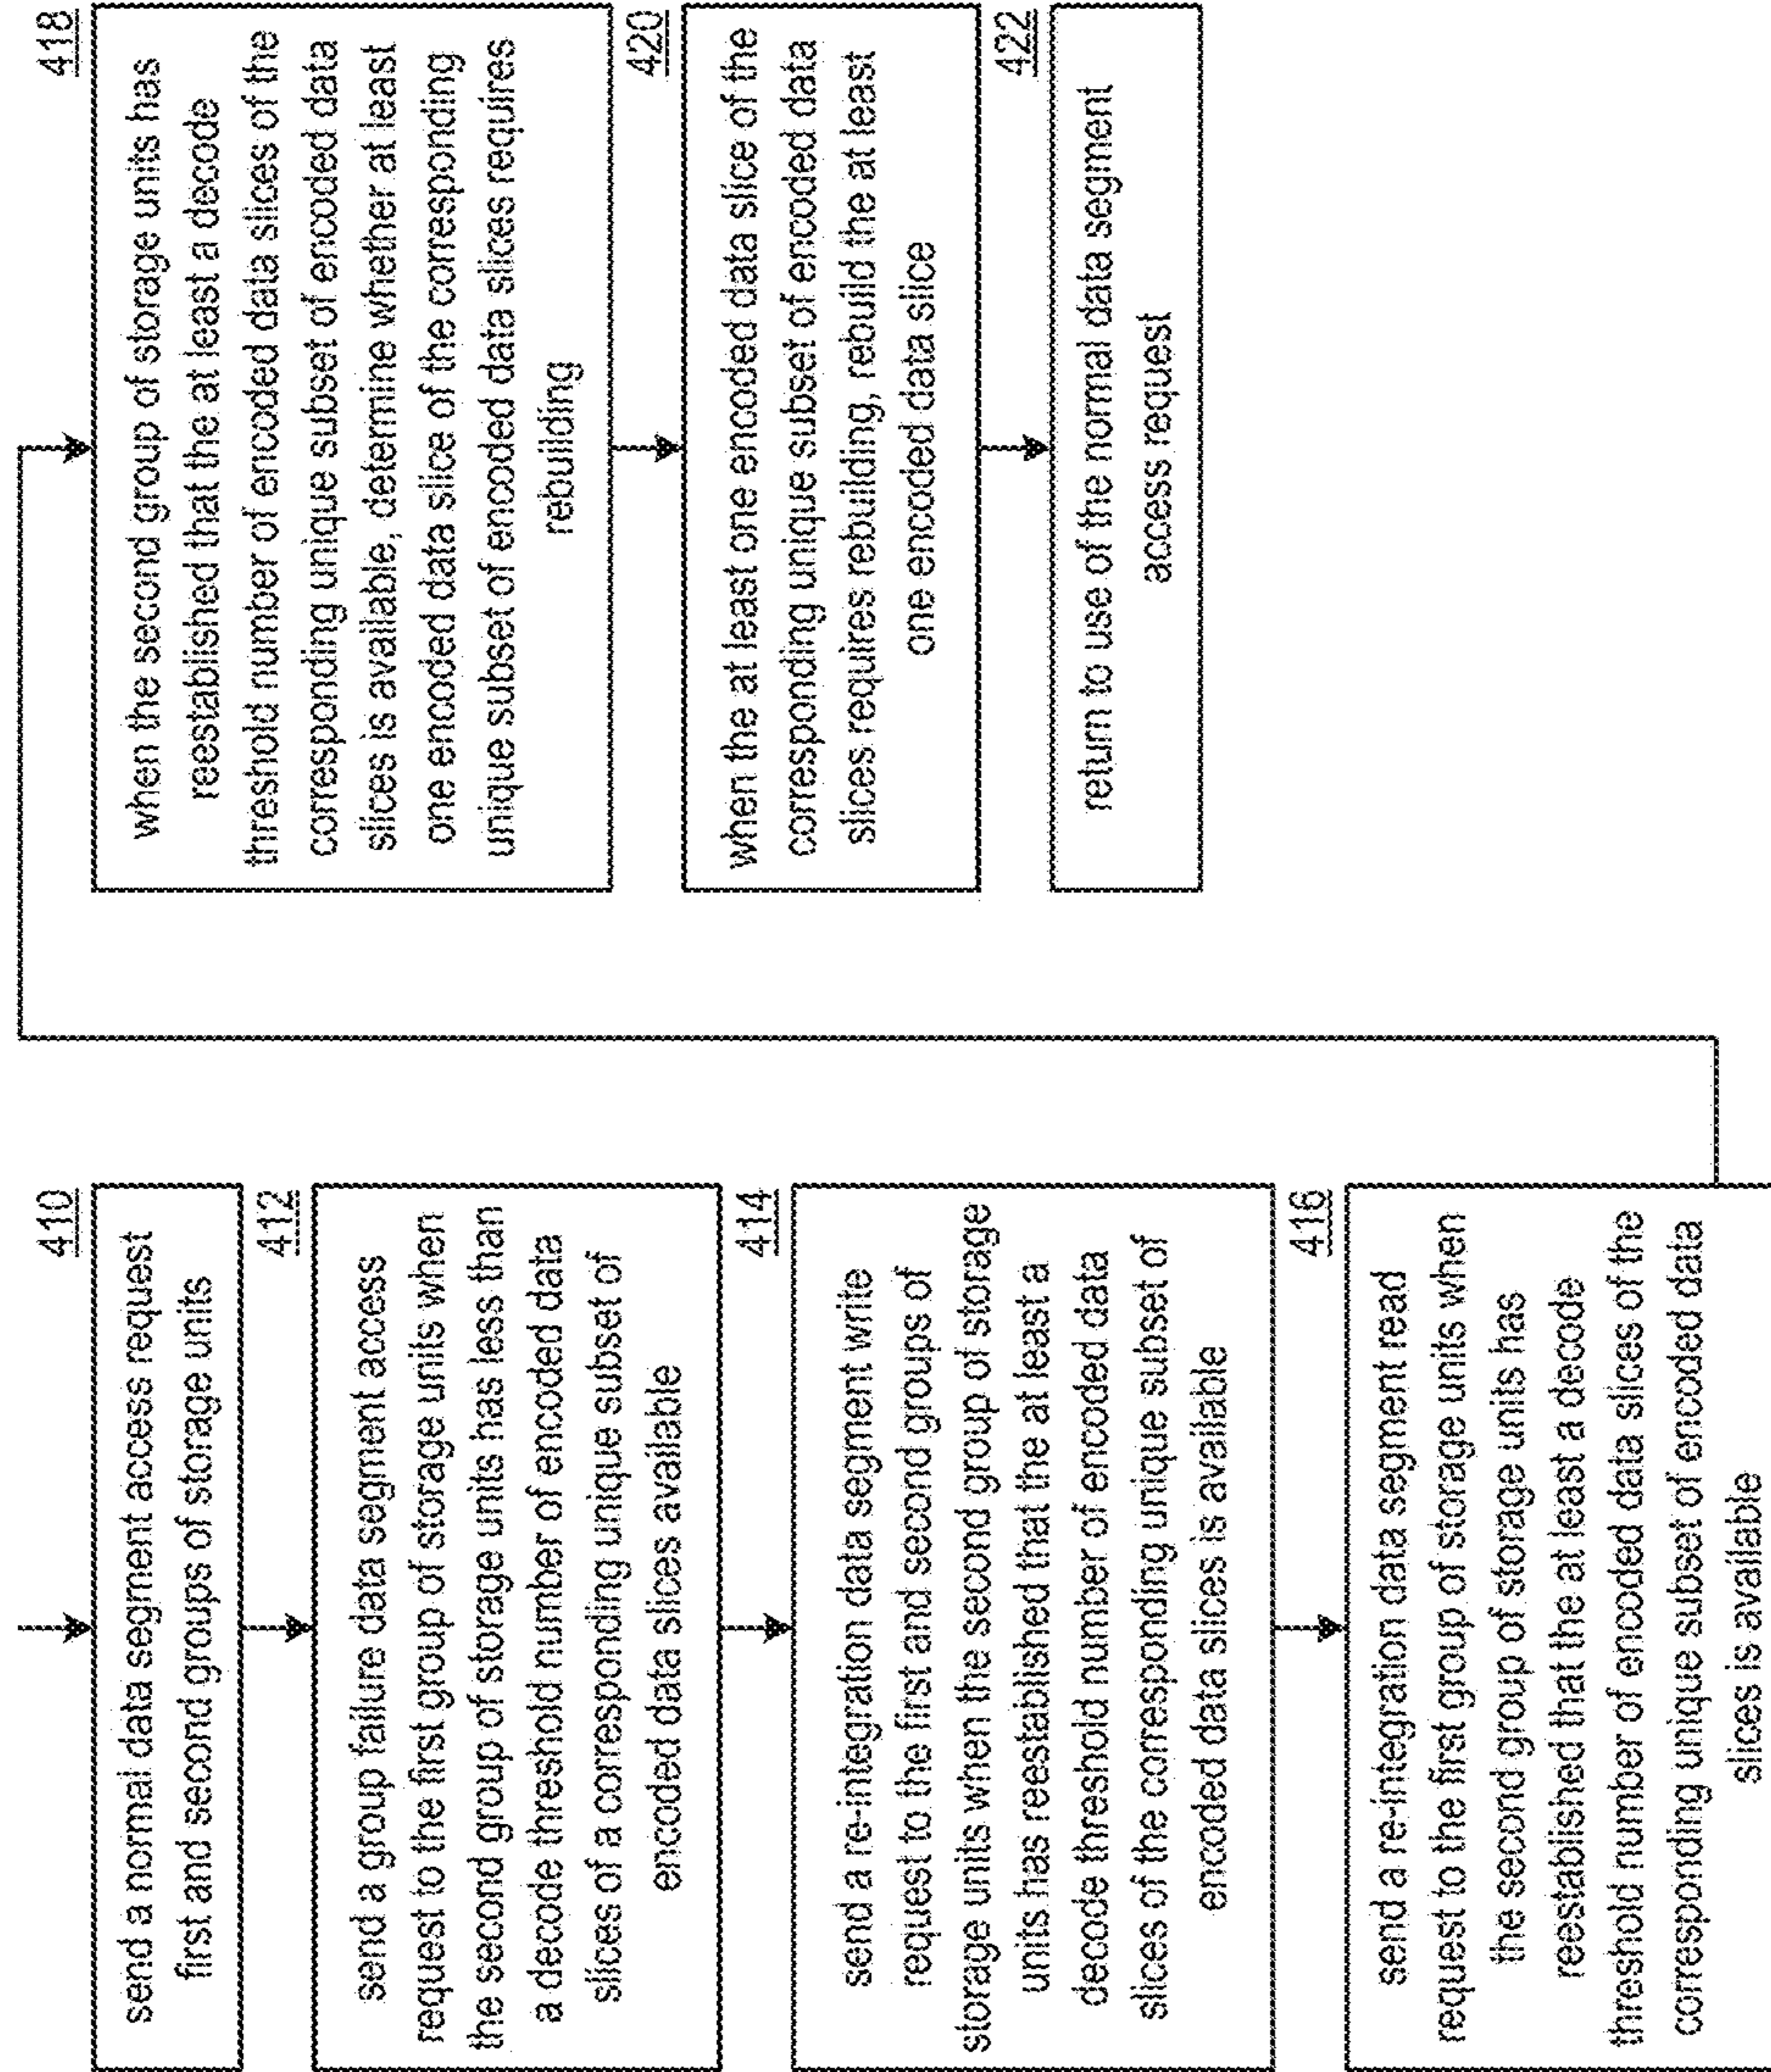 410
send a normal data segment access request
first and second groups of storage units
412
send a group failure data segment access
request to the first group of storage units when
the second group of storage units has less than
a decode threshold number of encoded data
slices of a corresponding unique subset of
encoded data slices available
414
send a re-integration data segment write
request to the first and second groups of
storage units when the second group of storage
units has reestablished that the at least a
decode threshold number of encoded data
slices of the corresponding unique subset of
encoded data slices is available
416
send a re-integration data segment read
request to the first group of storage units when
the second group of storage units has
reestablished that the at least a decode
threshold number of encoded data slices of the
corresponding unique subset of encoded data
slices is available
418
when the second group of storage units has
reestablished that the at least a decode
threshold number of encoded data slices of the
corresponding unique subset of encoded data
slices is available, determine whether at least
one encoded data slice of the corresponding
unique subset of encoded data slices requires
rebuilding
420
when the at least one encoded data slice of the
corresponding unique subset of encoded data
slices requires rebuilding, rebuild the at least
one encoded data slice
422
return to use of the normal data segment
access request